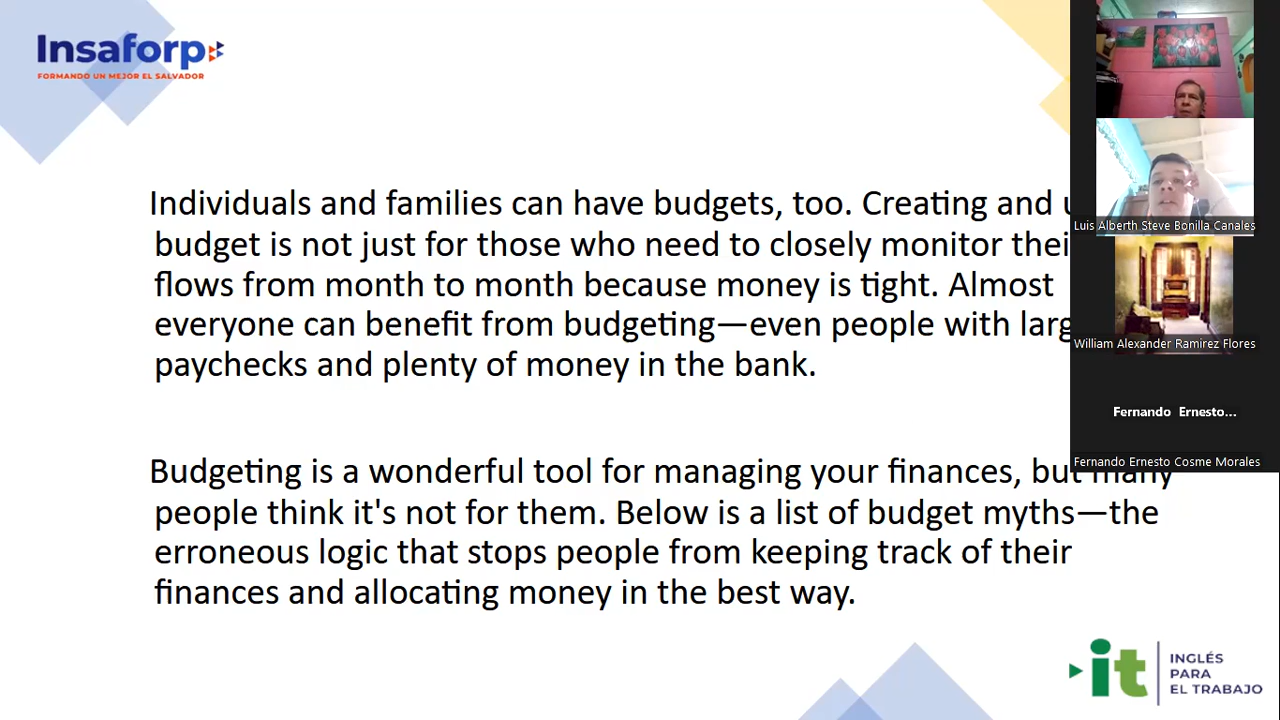 Insaforp
FORMANDO UN MEJOR EL SALVADOR
Individuals and families can have budgets, too. Creating and
budget is not just for those who need to closely monitor
flows from month to month because money is tight. Almost
everyone can benefit from budgeting—even people with
paychecks and plenty of money in the bank.
Budgeting is a wonderful tool for managing your finances, but many
people think it's not for them. Below is a list of budget myths—the
erroneous logic that stops people from keeping track of their
finances and allocating money in the best way.
Luis Alberth Steve Bonilla Canales
William Alexander Ramirez Flores
Fernando Ernesto...
Fernando Ernesto Cosme Morales
it
INGLÉS
PARA
EL TRABAJO